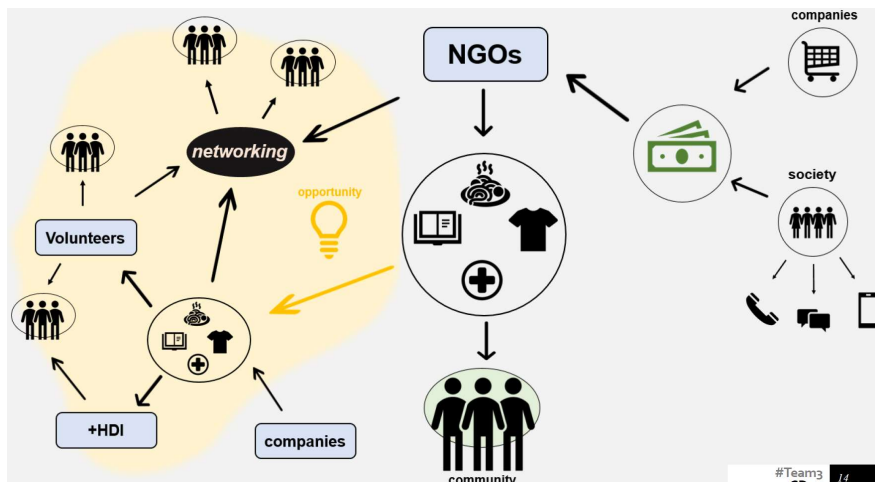 companies
NGOs
networking
opportunity
society
Volunteers
+HDI
companies
community
#Team3
14